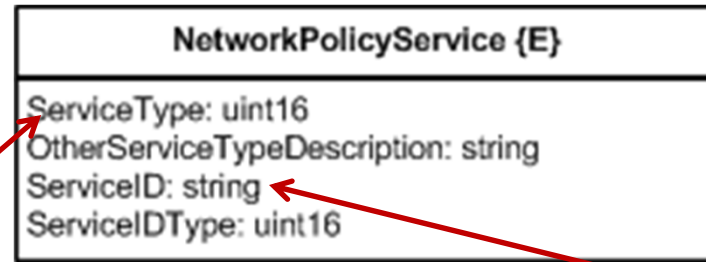 NetworkPolicyService {E}
ServiceType: uint16
OtherServiceTypeDescription: string
ServiceID: string
ServiceIDType: uint16